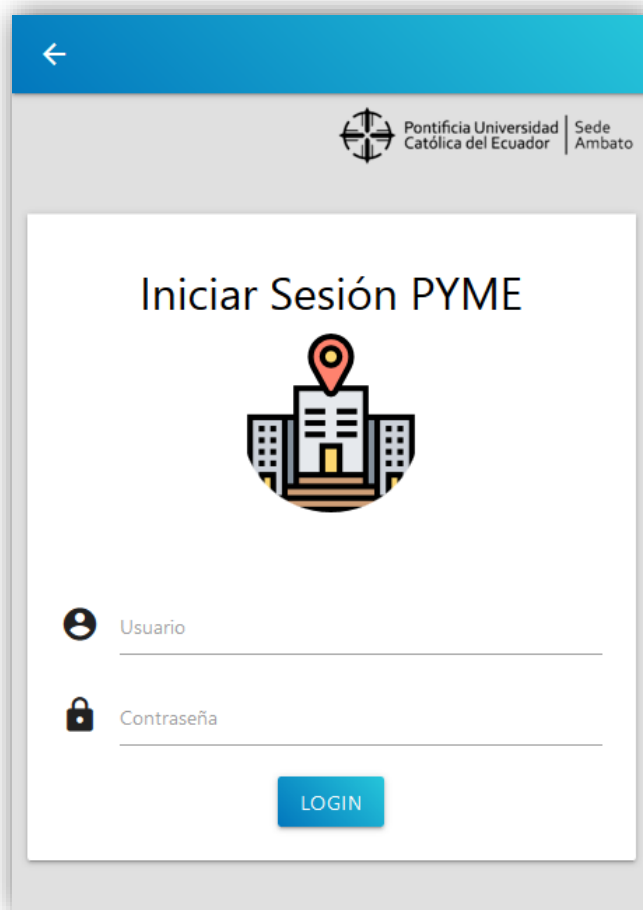 Pontificia Universidad
Católica del Ecuador
Sede
Ambato
Iniciar Sesión PYME
Usuario
Contraseña
LOGIN